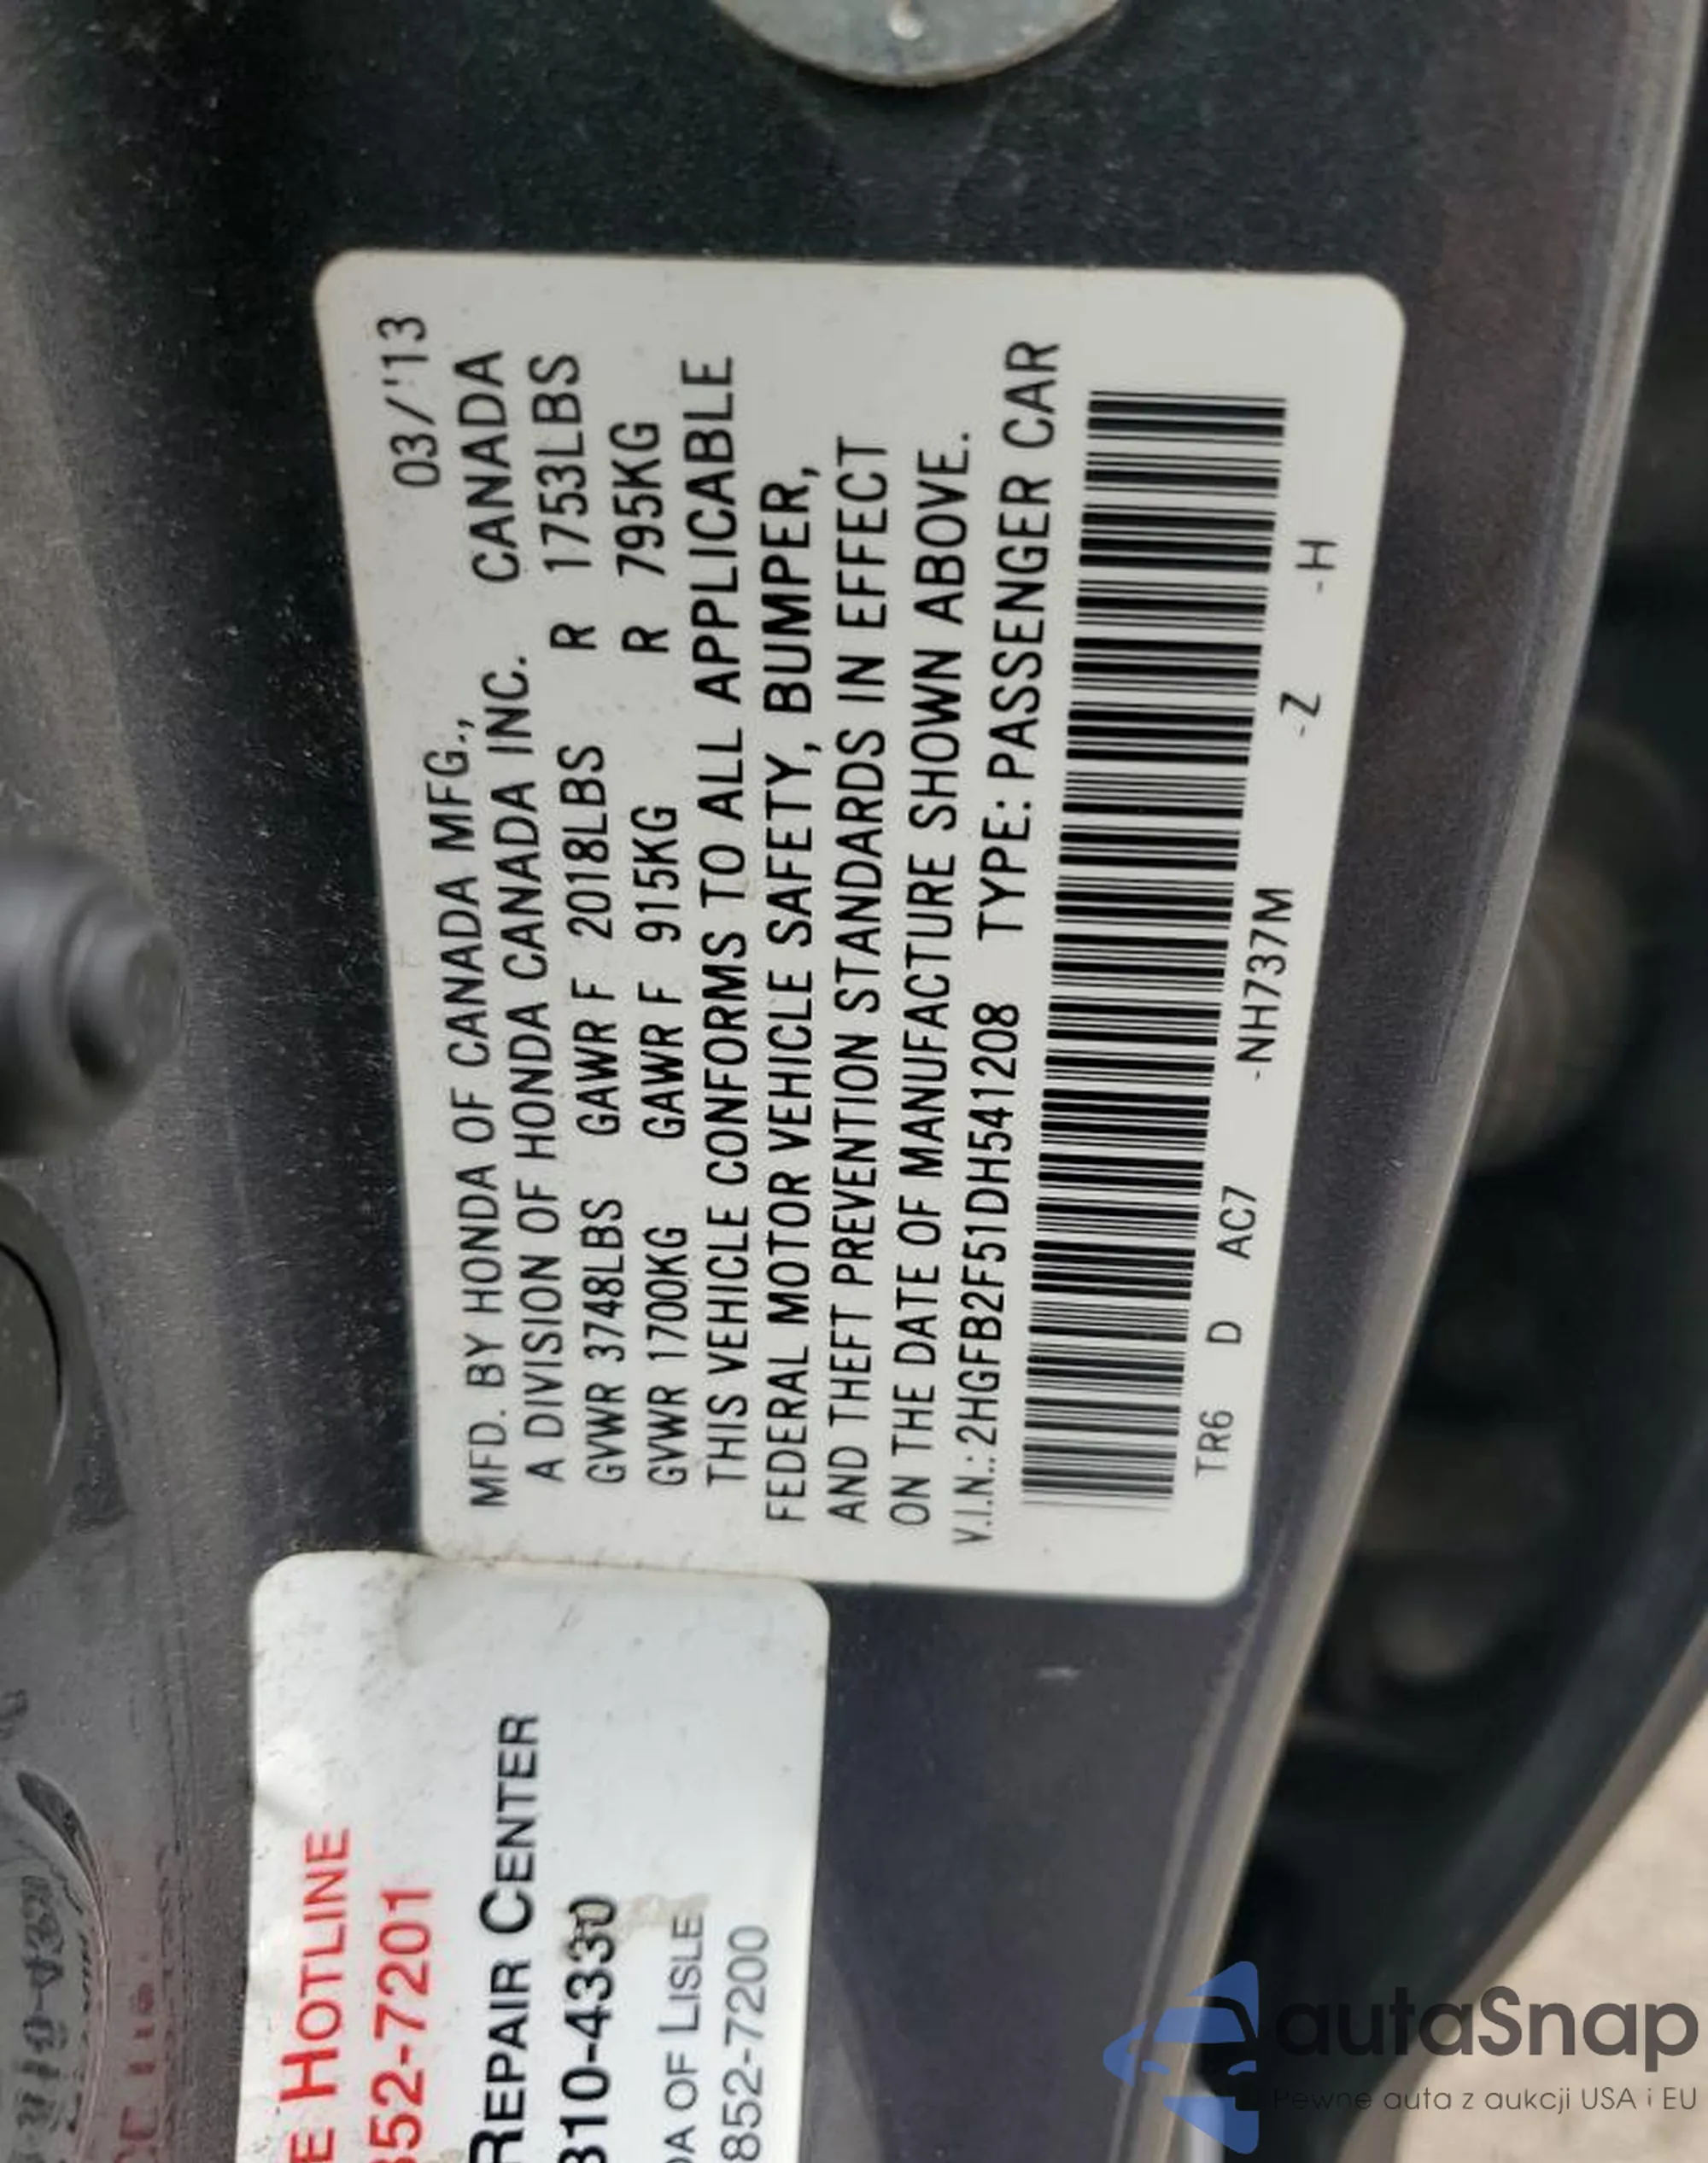 03/'13
MFD. BY HONDA OF CANADA MFG.,
A DIVISION OF HONDA CANADA INC. CANADA
GVWR 3748LBS GAWR F 2018LBS R 1753LBS
GVWR 1700KG GAWR F 915KG R 795KG
THIS VEHICLE CONFORMS TO ALL APPLICABLE
FEDERAL MOTOR VEHICLE SAFETY, BUMPER,
AND THEFT PREVENTION STANDARDS IN EFFECT
ON THE DATE OF MANUFACTURE SHOWN ABOVE.
V.I.N.: 2HGFB2F51DH541208 TYPE: PASSENGER CAR
TR6 D AC7 -NH737M -Z -H
E HOTLINE
852-7201
REPAIR CENTER
810-4330
DA OF LISLE
852-7200
autaSnap
Pewne auta z aukcji USA i EU